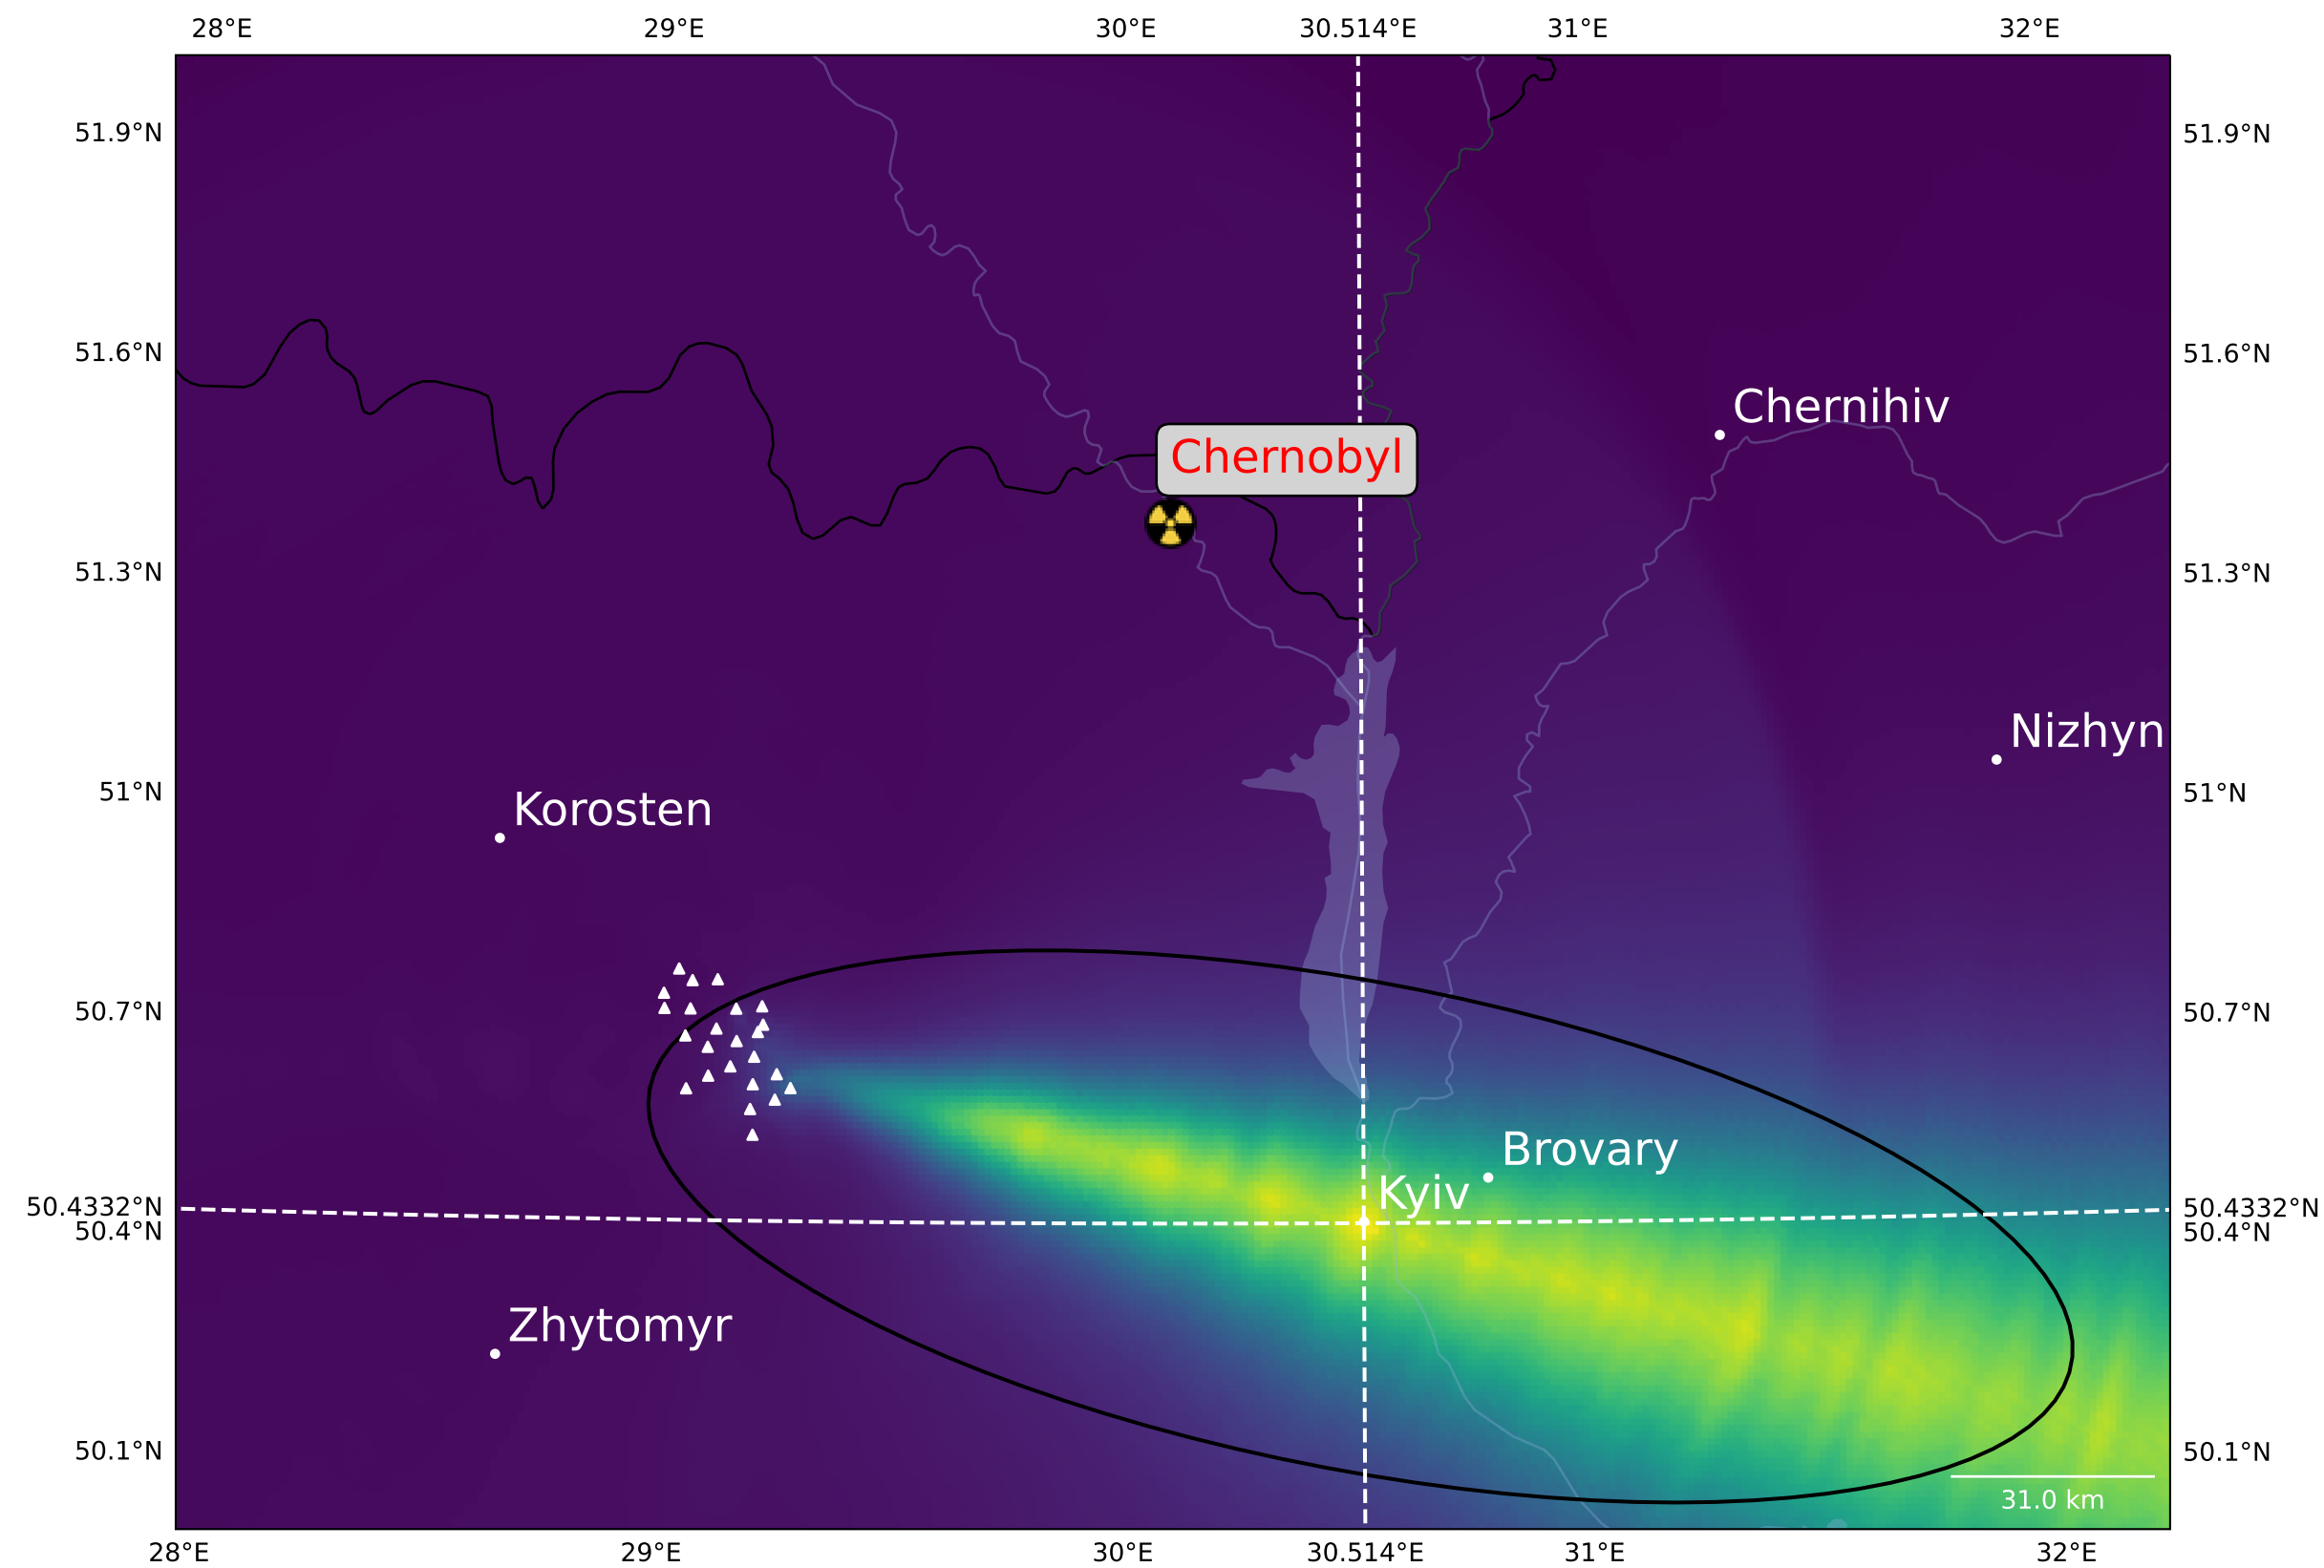 28°E 29°E 30°E 30.514°E 31°E 32°E
51.9°N 51.9°N
51.6°N 51.6°N
Chernihiv
Chernobyl
51.3°N 51.3°N
Nizhyn
51°N 51°N
Korosten
50.7°N 50.7°N
Brovary
Kyiv
50.4332°N 50.4332°N
50.4°N 50.4°N
Zhytomyr
50.1°N 50.1°N
31.0 km
28°E 29°E 30°E 30.514°E 31°E 32°E